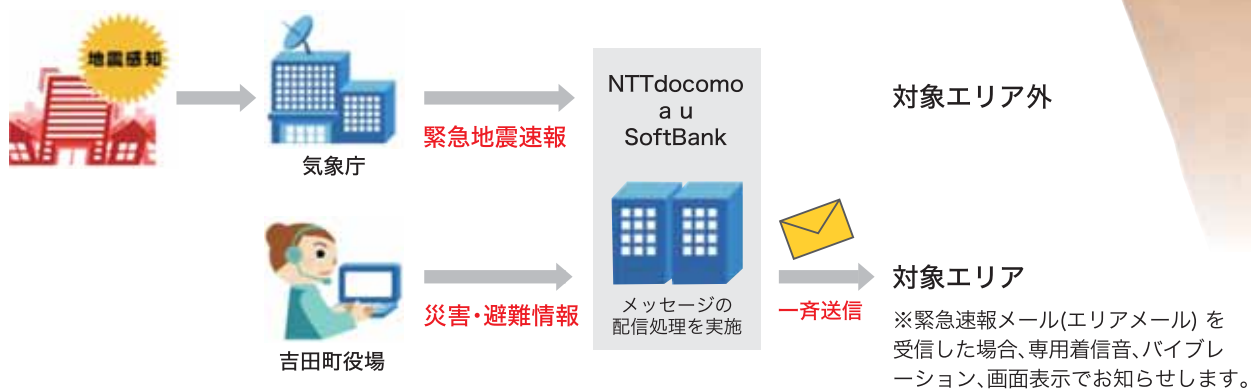 地震感知
気象庁
緊急地震速報
吉田町役場
災害・避難情報
NTTdocomo
a u
SoftBank
メッセージの
配信処理を実施
一斉送信
対象エリア外
対象エリア
※緊急速報メール(エリアメール) を
受信した場合、専用着信音、バイブレ
ーション、画面表示でお知らせします。